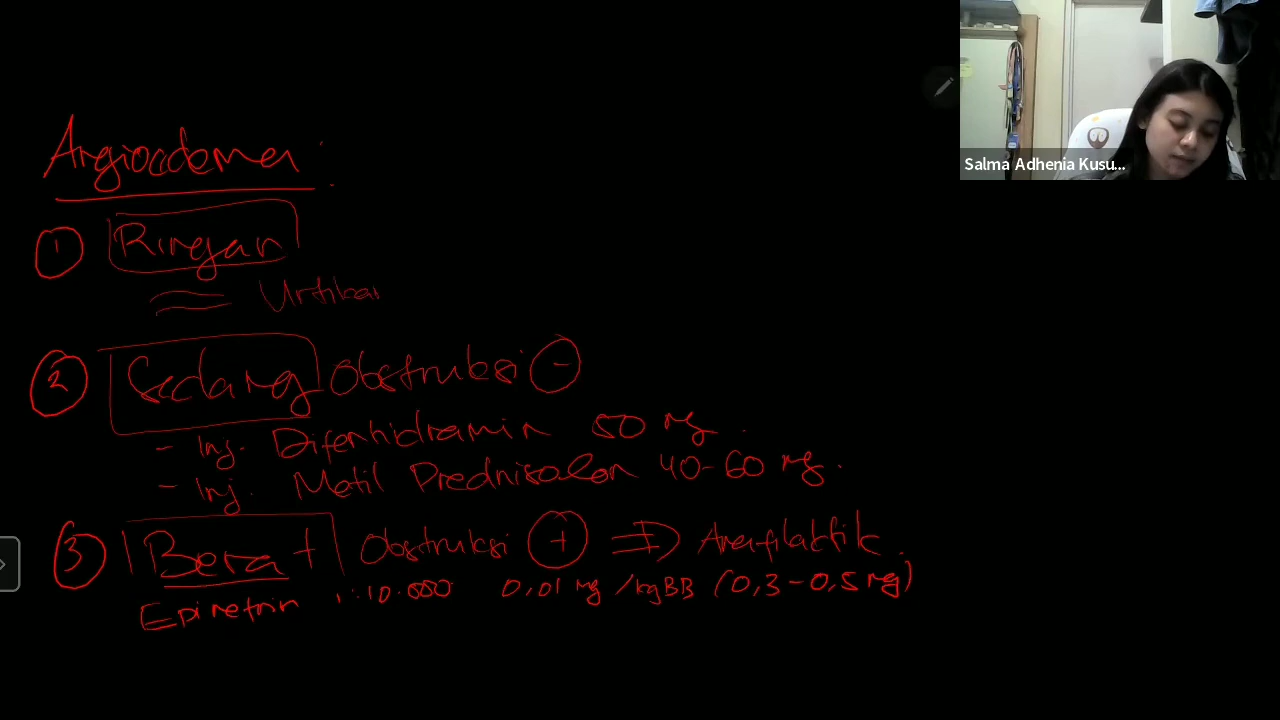 Angioedema :
1 Ringan
≈ Urtikari
2 Sedang Obstruksi -
- Inj. Difenhidramin 50 mg.
- Inj. Metil Prednisolon 40-60 mg.
3 Berat Obstruksi + ⇒ Anafilaktik.
Epinefrin 1:10.000 0,01 mg/kgBB (0,3-0,5 mg)
Salma Adhenia Kusu...